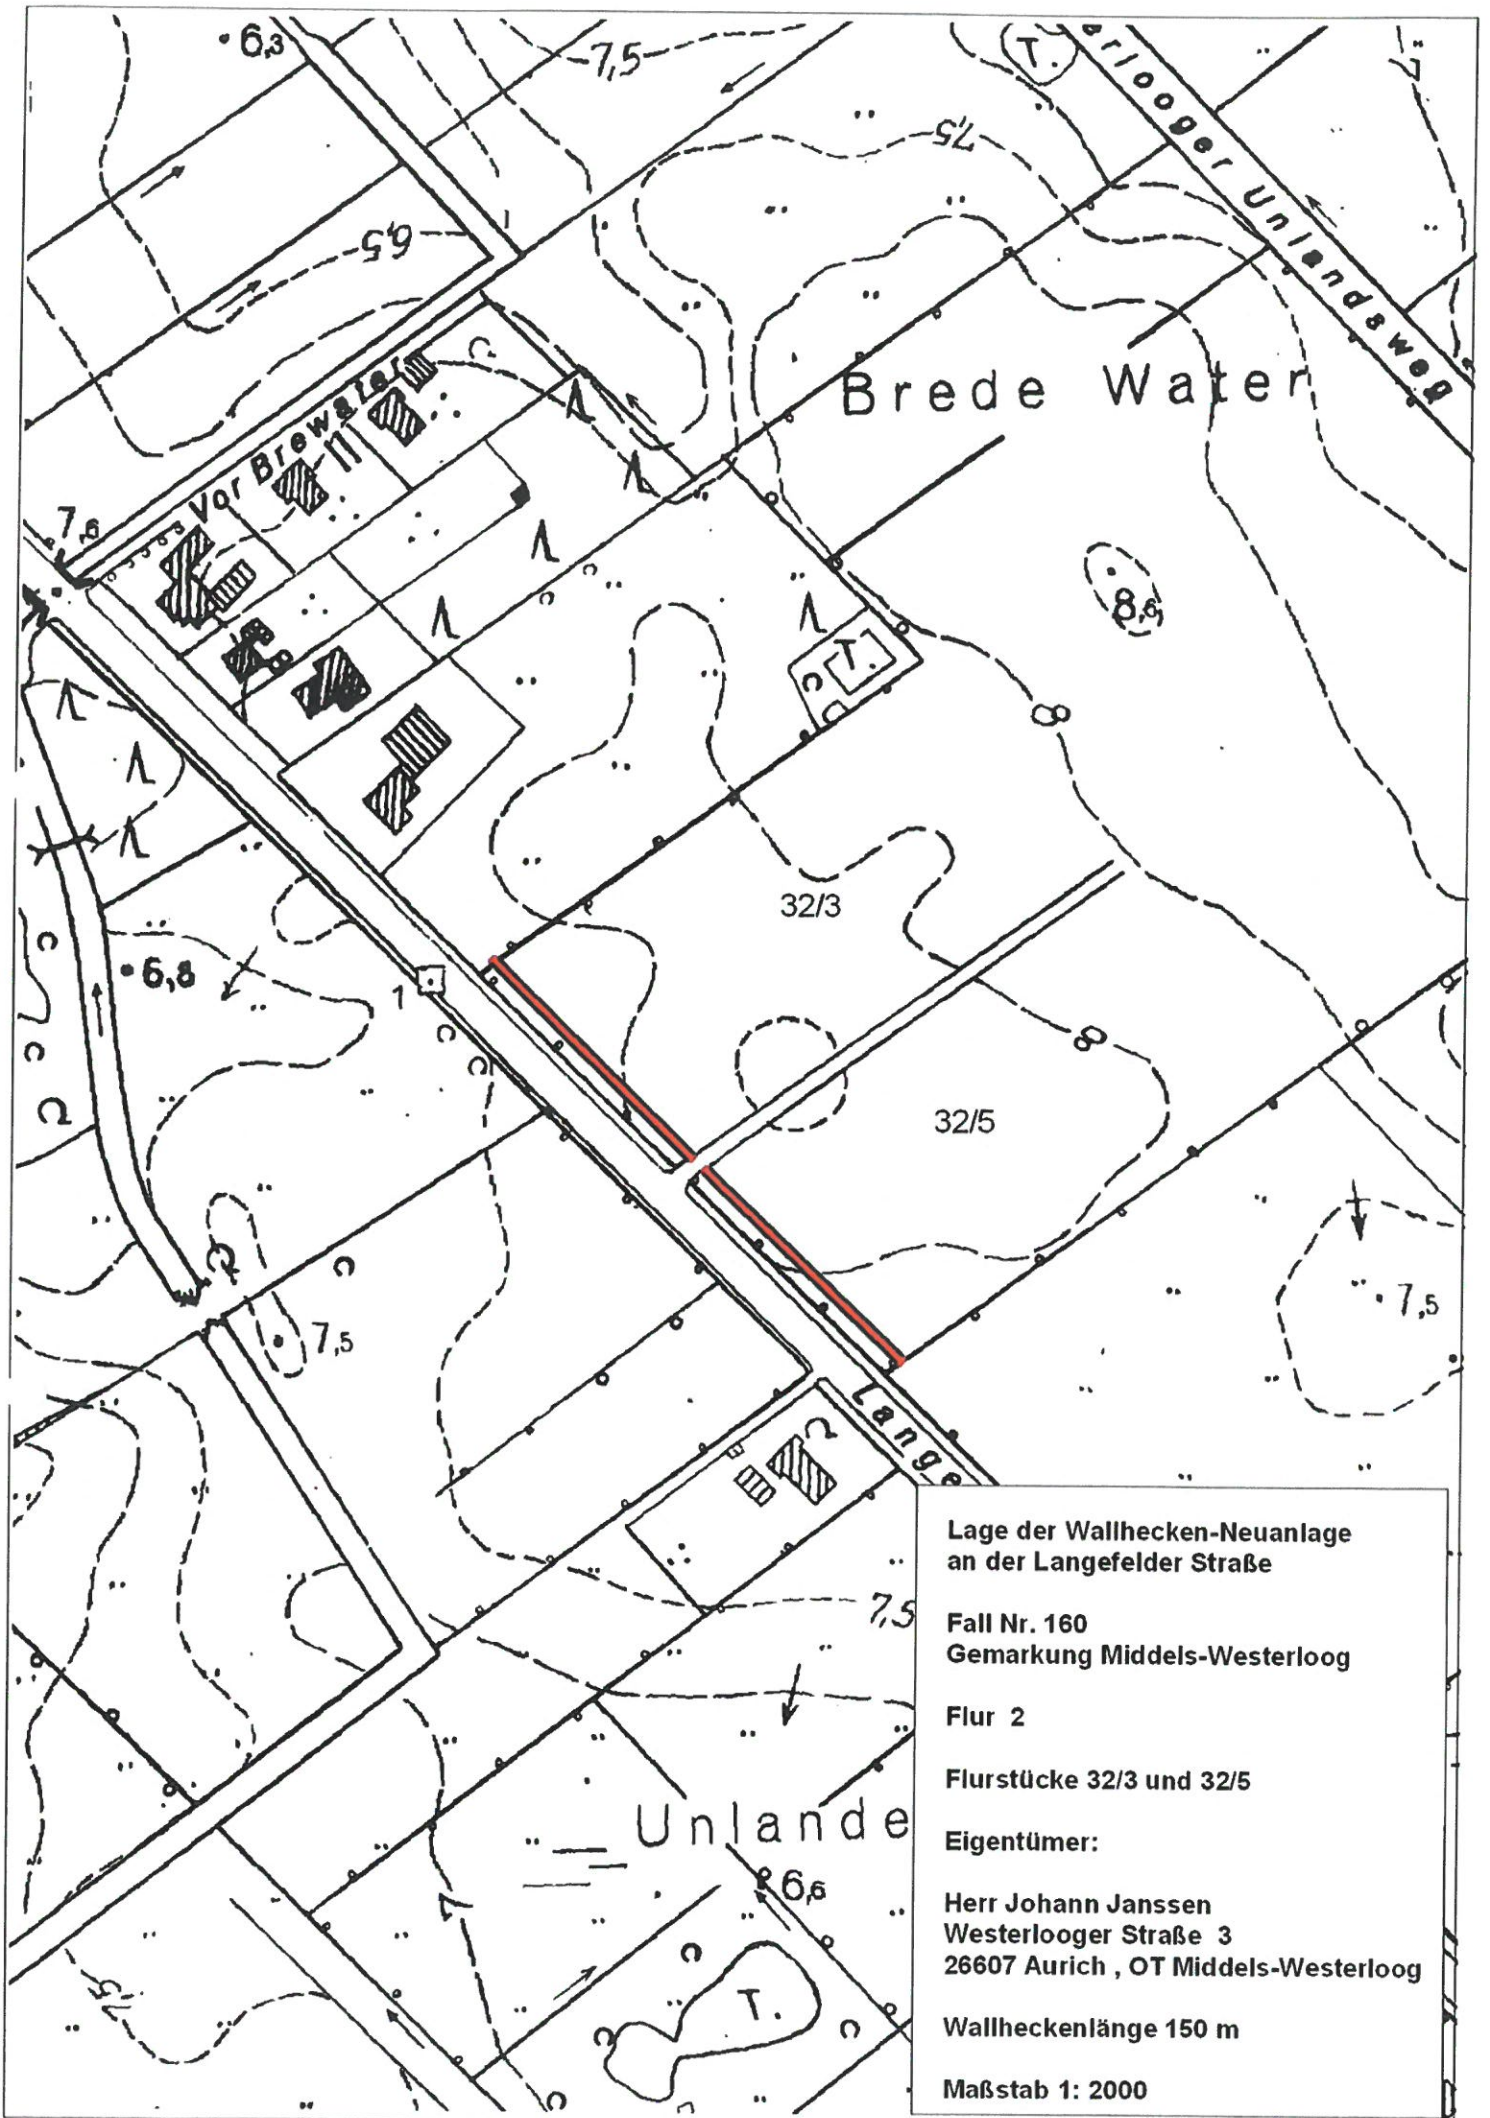 6,3
7,5
T.
7
arlooger Unlandsweg
7,5
6,5
Brede Water
Vor Brewater
7,6
8,6
T.
8
32/3
6,8
1
8
32/5
7,5
7,5
Lange
7,5
Unlande
6,6
7
7,5
T.
Lage der Wallhecken-Neuanlage
an der Langefelder Straße
Fall Nr. 160
Gemarkung Middels-Westerloog
Flur 2
Flurstücke 32/3 und 32/5
Eigentümer:
Herr Johann Janssen
Westerlooger Straße 3
26607 Aurich , OT Middels-Westerloog
Wallheckenlänge 150 m
Maßstab 1: 2000